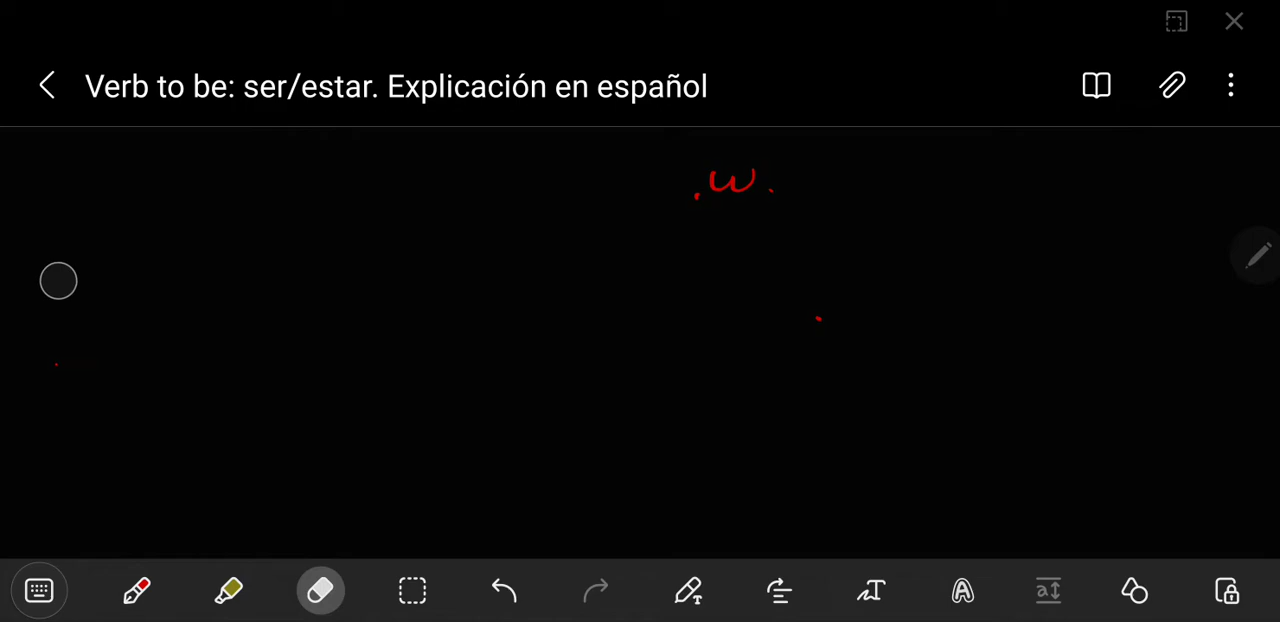 Verb to be: ser/estar. Explicación en español
.w.